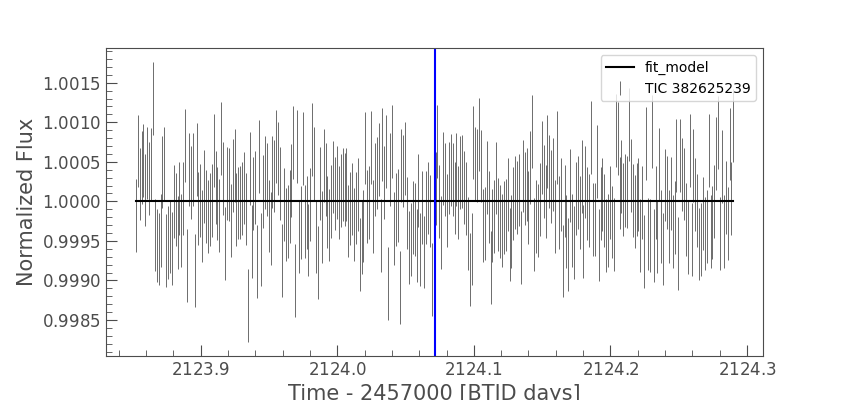 fit_model
TIC 382625239
1.0015
1.0010
1.0005
1.0000
0.9995
0.9990
0.9985
Normalized Flux
2123.9 2124.0 2124.1 2124.2 2124.3
Time - 2457000 [BTJD days]